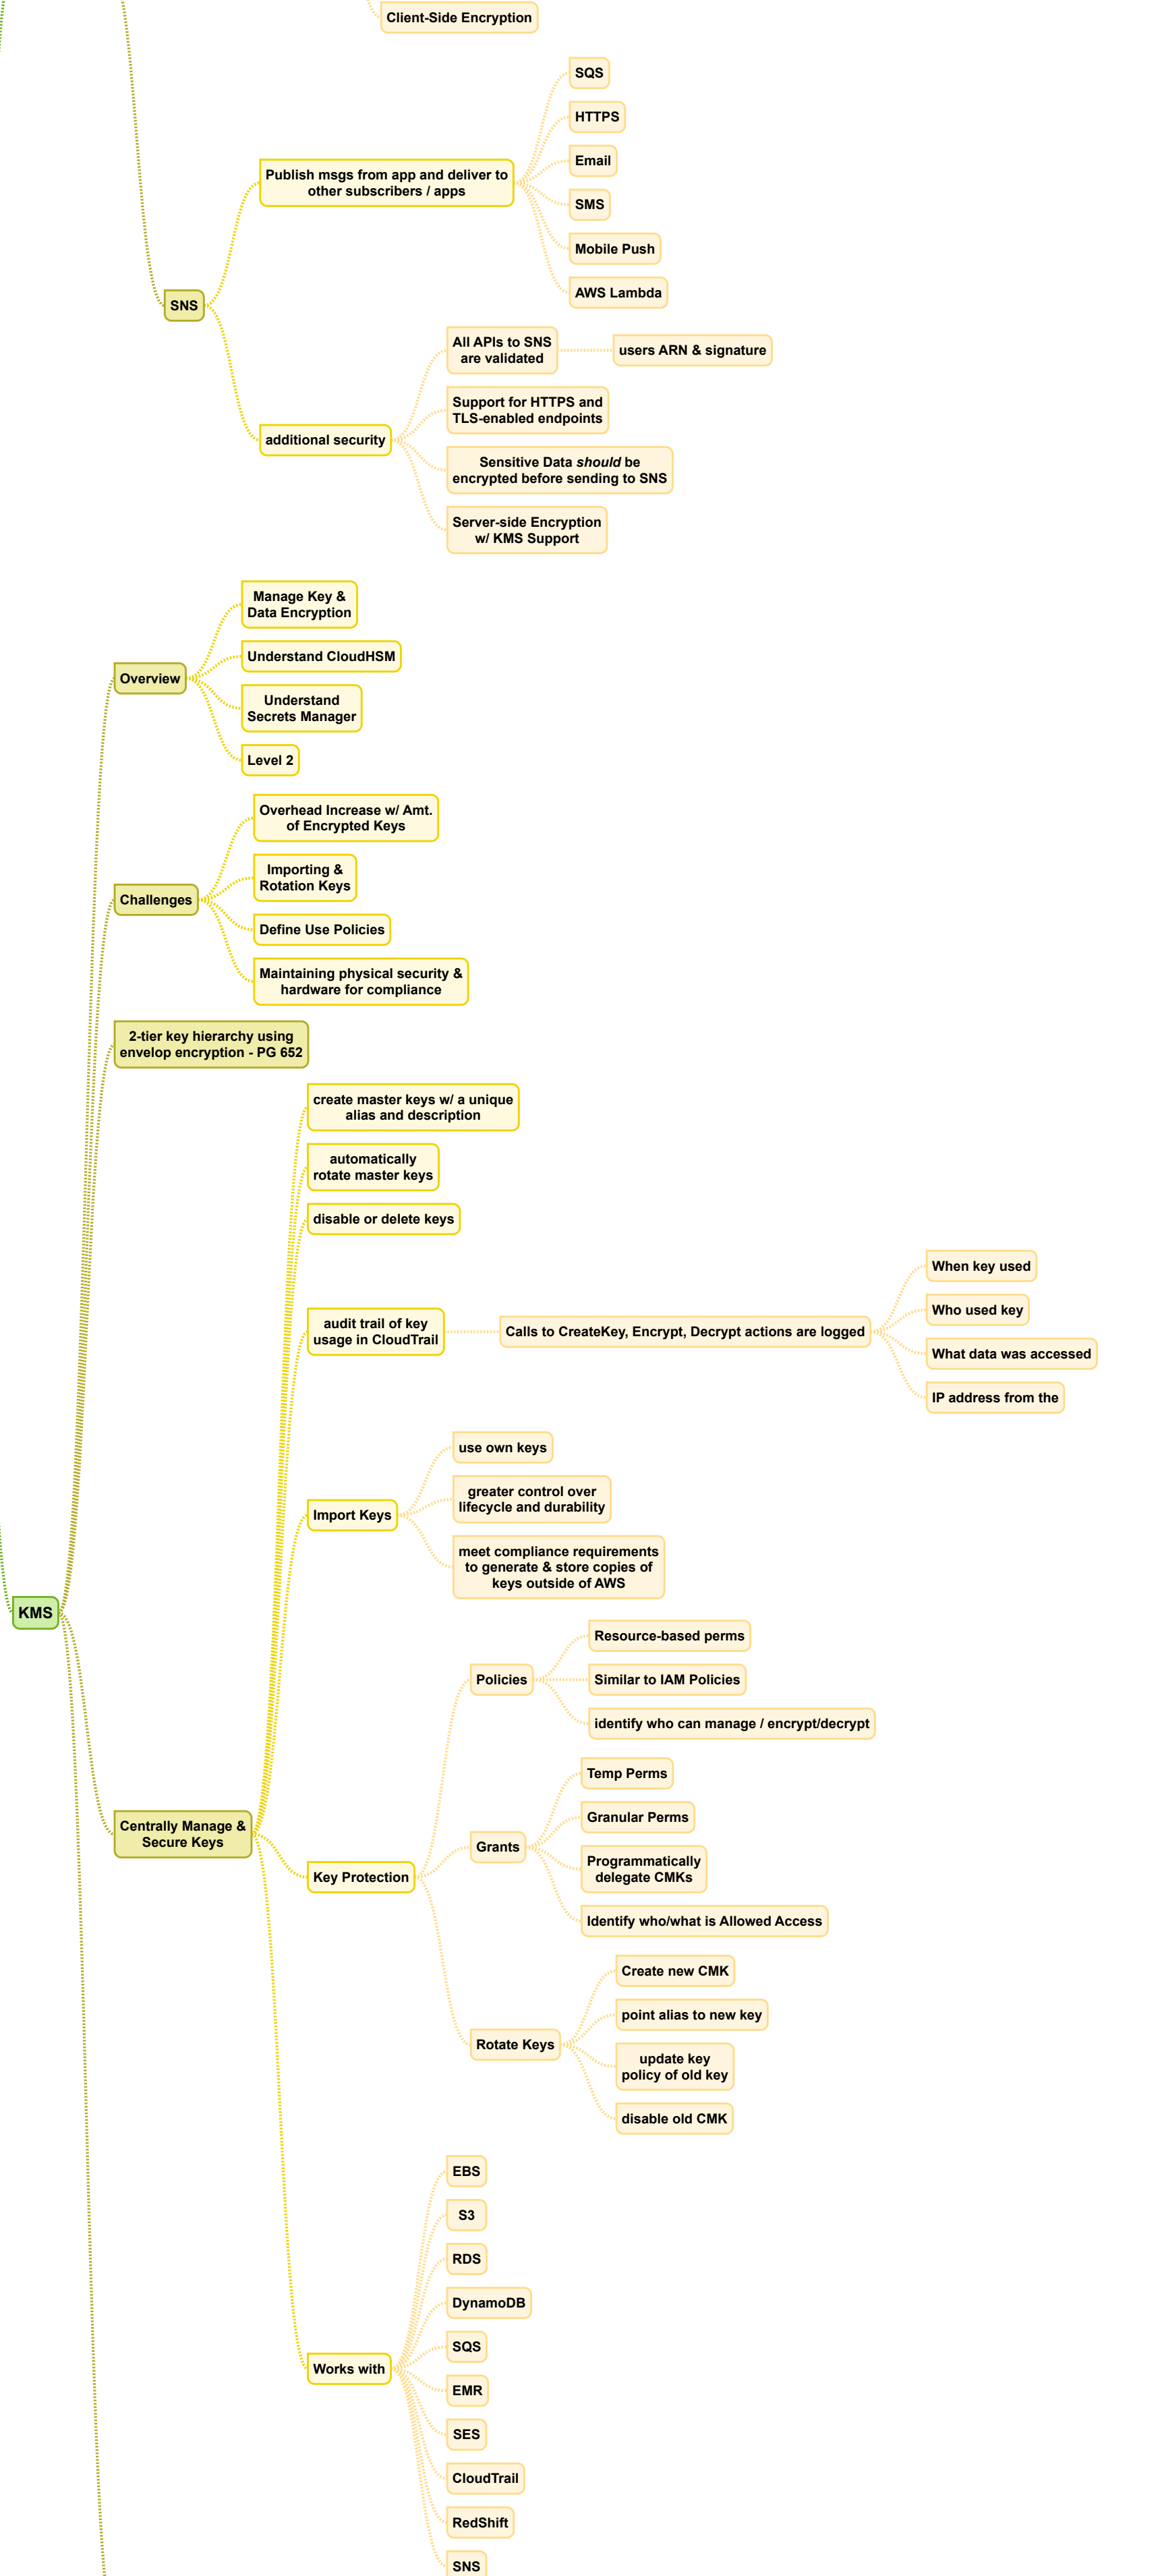 Client-Side Encryption
SQS
HTTPS
Email
SMS
Mobile Push
AWS Lambda
Publish msgs from app and deliver to
other subscribers / apps
SNS
All APIs to SNS
are validated
users ARN & signature
Support for HTTPS and
TLS-enabled endpoints
additional security
Sensitive Data should be
encrypted before sending to SNS
Server-side Encryption
w/ KMS Support
Manage Key &
Data Encryption
Understand CloudHSM
Overview
Understand
Secrets Manager
Level 2
Overhead Increase w/ Amt.
of Encrypted Keys
Importing &
Rotation Keys
Challenges
Define Use Policies
Maintaining physical security &
hardware for compliance
2-tier key hierarchy using
envelop encryption - PG 652
create master keys w/ a unique
alias and description
automatically
rotate master keys
disable or delete keys
audit trail of key
usage in CloudTrail
Calls to CreateKey, Encrypt, Decrypt actions are logged
When key used
Who used key
What data was accessed
IP address from the
Import Keys
use own keys
greater control over
lifecycle and durability
meet compliance requirements
to generate & store copies of
keys outside of AWS
KMS
Centrally Manage &
Secure Keys
Key Protection
Policies
Resource-based perms
Similar to IAM Policies
identify who can manage / encrypt/decrypt
Grants
Temp Perms
Granular Perms
Programmatically
delegate CMKs
Identify who/what is Allowed Access
Rotate Keys
Create new CMK
point alias to new key
update key
policy of old key
disable old CMK
Works with
EBS
S3
RDS
DynamoDB
SQS
EMR
SES
CloudTrail
RedShift
SNS